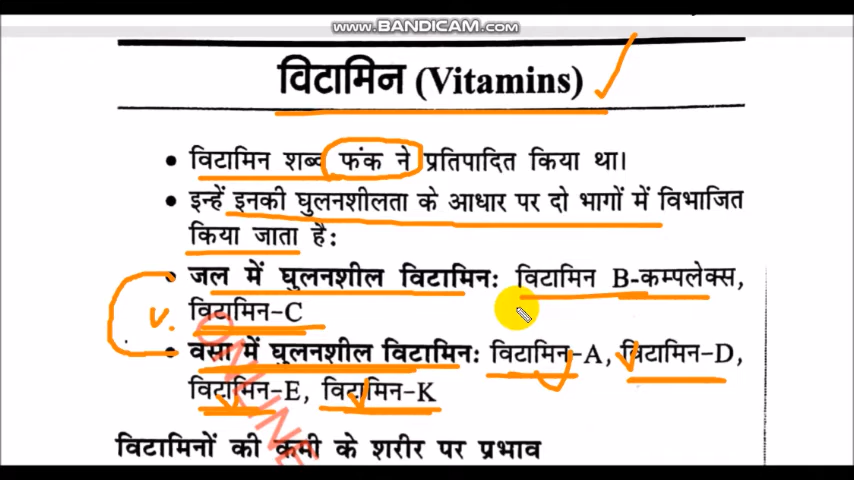 WWW.BANDICAM.COM
विटामिन (Vitamins)
• विटामिन शब्द फंक ने प्रतिपादित किया था।
• इन्हें इनकी घुलनशीलता के आधार पर दो भागों में विभाजित
किया जाता है:
• जल में घुलनशील विटामिन: विटामिन B-कम्पलेक्स,
विटामिन-C
V.
• वसा में घुलनशील विटामिन: विटामिन-A, विटामिन-D,
विटामिन-E, विटामिन-K
ONLINE
विटामिनों की कमी के शरीर पर प्रभाव